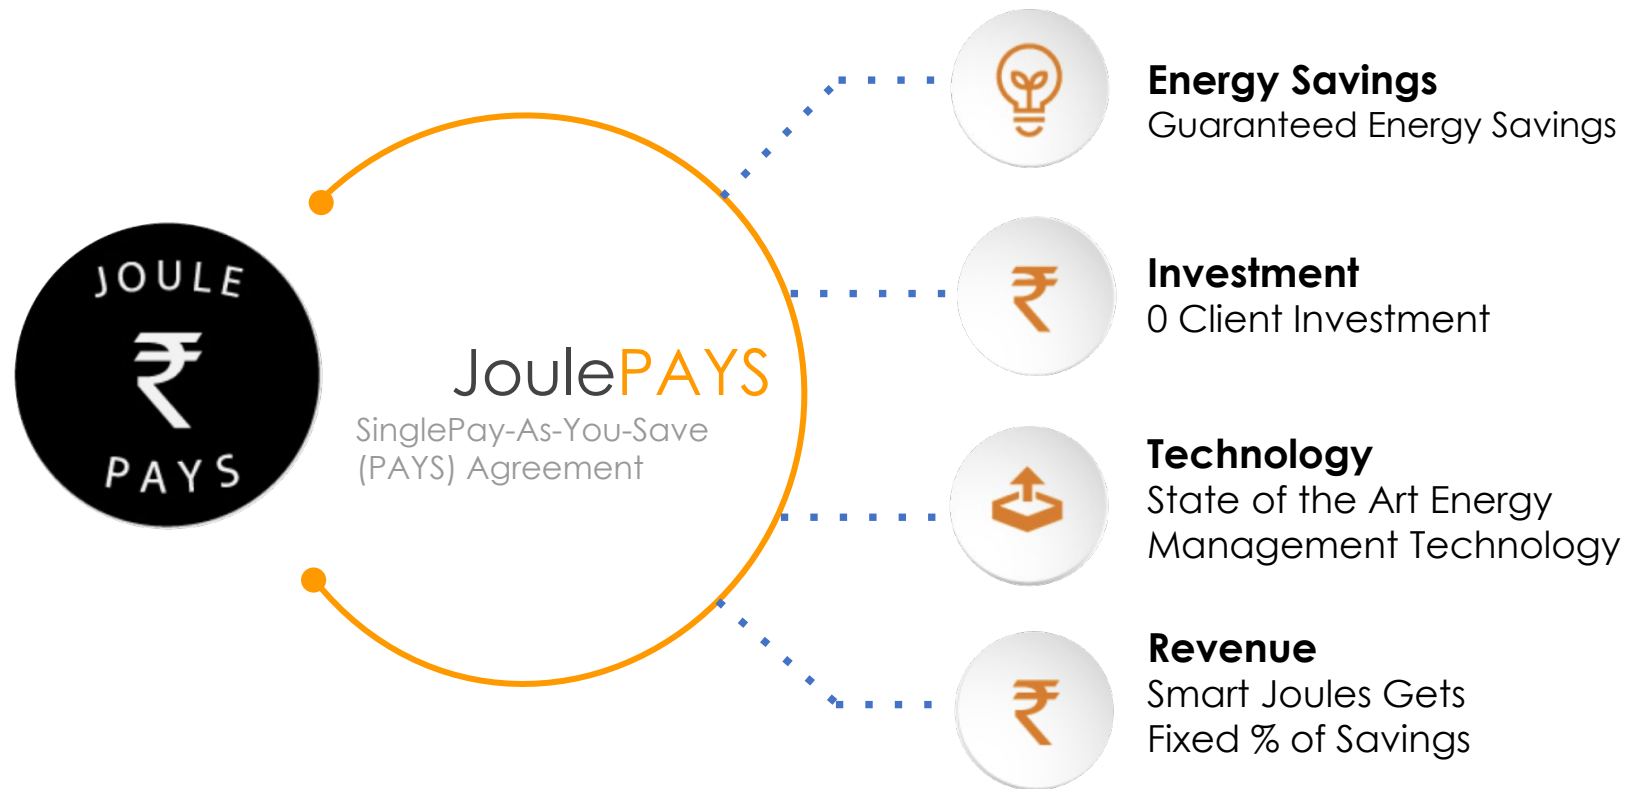 JOULE
₹
PAYS
JoulePAYS
SinglePay-As-You-Save
(PAYS) Agreement
Energy Savings
Guaranteed Energy Savings
₹
Investment
0 Client Investment
Technology
State of the Art Energy
Management Technology
₹
Revenue
Smart Joules Gets
Fixed % of Savings